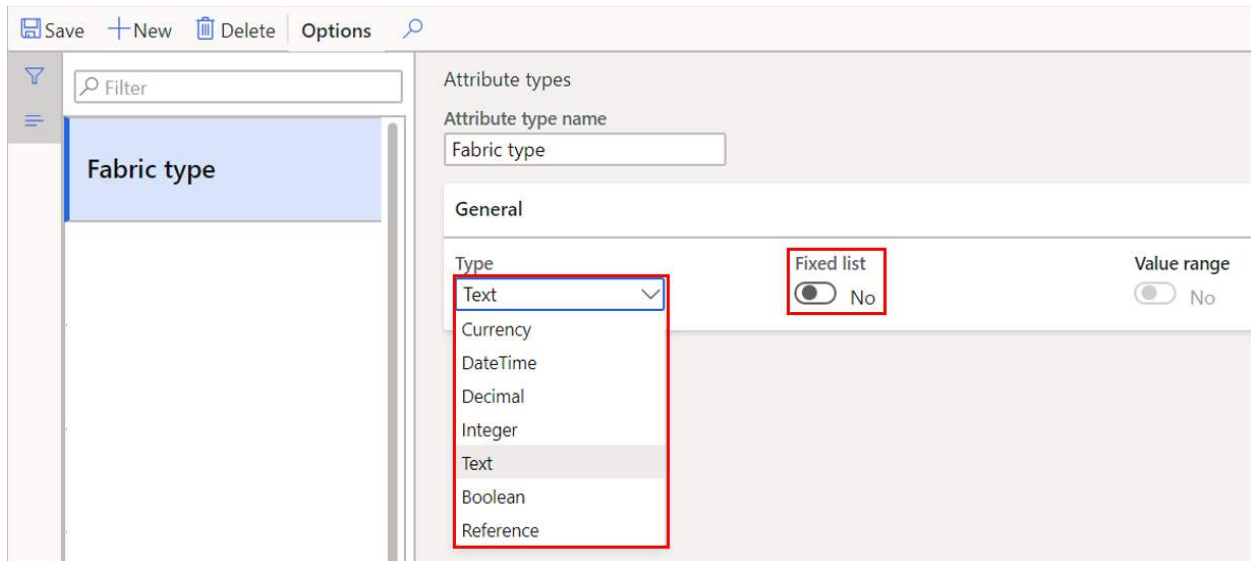 Save New Delete Options
Filter
Fabric type
Attribute types
Attribute type name
Fabric type
General
Type Fixed list Value range
Text No No
Currency
DateTime
Decimal
Integer
Text
Boolean
Reference